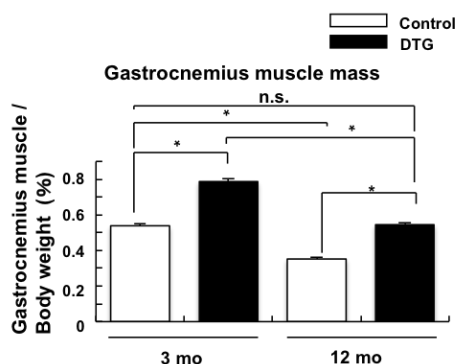 Control
DTG
Gastrocnemius muscle mass
n.s.
*
*
*
*
Gastrocnemius muscle /
Body weight (%)
0.8
0.6
0.4
0.2
0
3 mo
12 mo